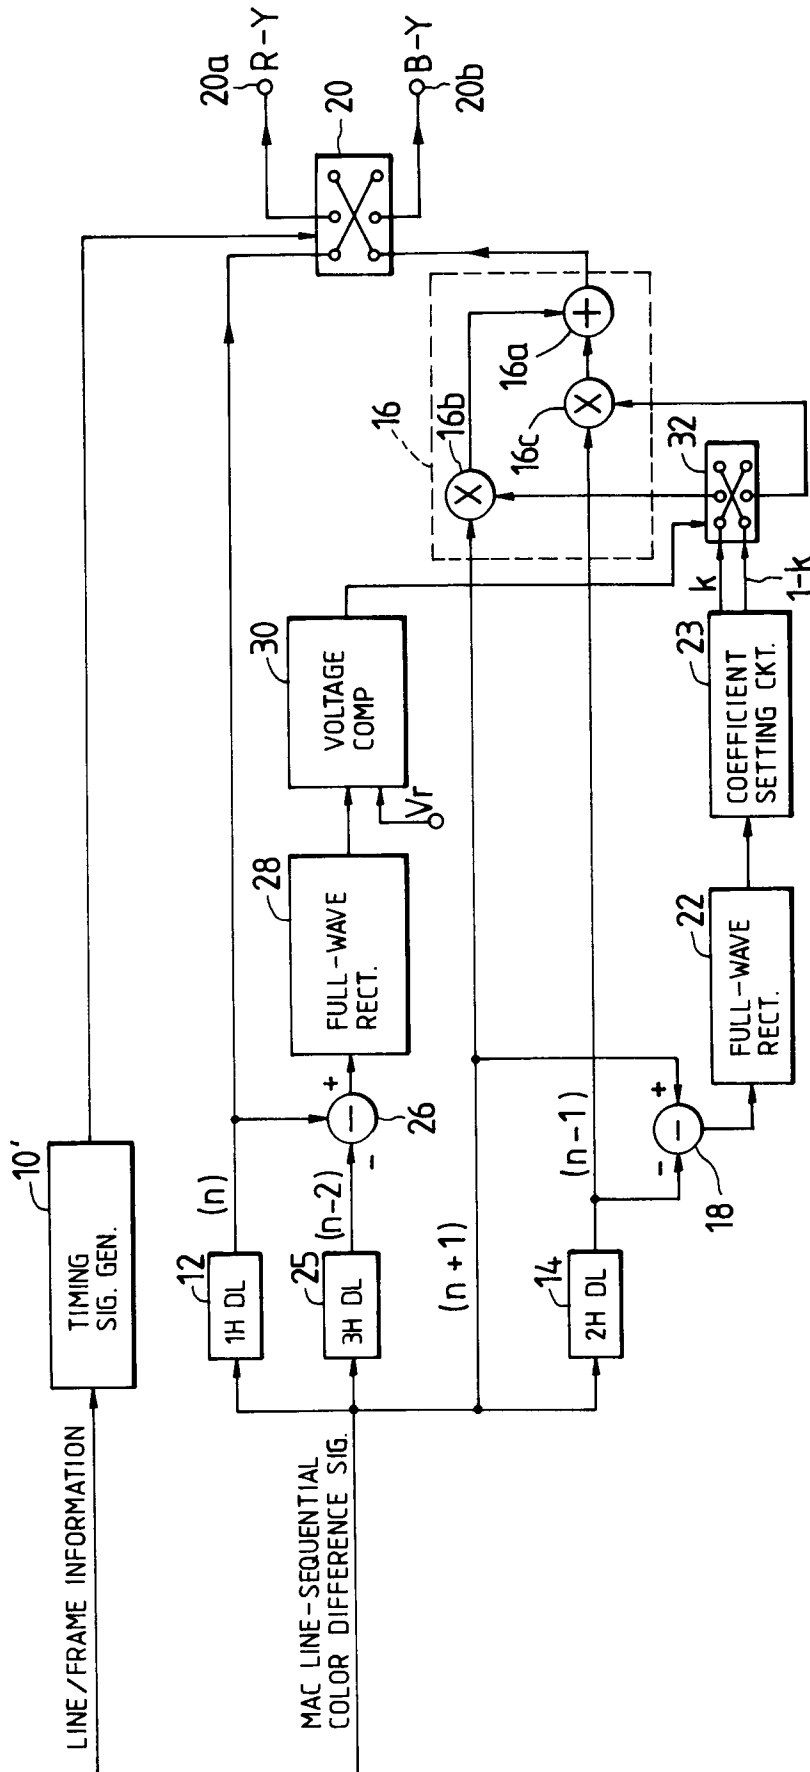 LINE/FRAME INFORMATION
10'
TIMING
SIG. GEN.
20a
R-Y
20
B-Y
20b
MAC LINE-SEQUENTIAL
COLOR DIFFERENCE SIG.
12
1H DL
(n)
25
3H DL
(n-2)
+
-
-
26
28
FULL-WAVE
RECT.
30
VOLTAGE
COMP
Vr
(n+1)
14
2H DL
(n-1)
16
16b
X
16c
X
16a
+
+
-
-
18
22
FULL-WAVE
RECT.
23
COEFFICIENT
SETTING CKT.
k
1-k
32